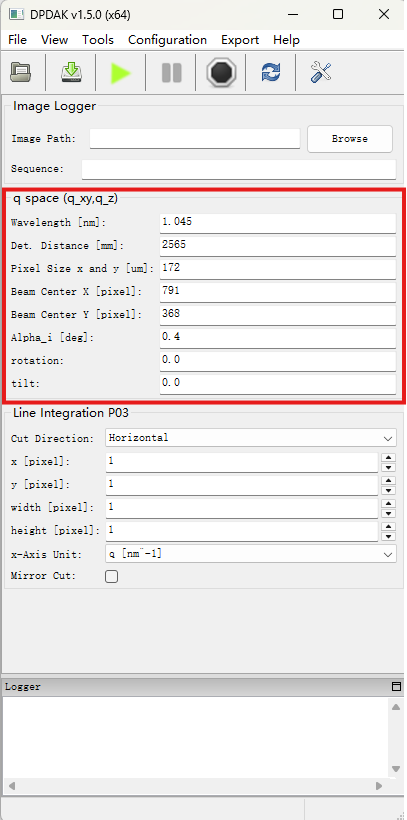 DPDAK v1.5.0 (x64)
File View Tools Configuration Export Help
Image Logger
Image Path: Browse
Sequence:
q space (q_xy,q_z)
Wavelength [nm]: 1.045
Det. Distance [mm]: 2565
Pixel Size x and y [um]: 172
Beam Center X [pixel]: 791
Beam Center Y [pixel]: 368
Alpha_i [deg]: 0.4
rotation: 0.0
tilt: 0.0
Line Integration P03
Cut Direction: Horizontal
x [pixel]: 1
y [pixel]: 1
width [pixel]: 1
height [pixel]: 1
x-Axis Unit: q [nm^-1]
Mirror Cut:
Logger